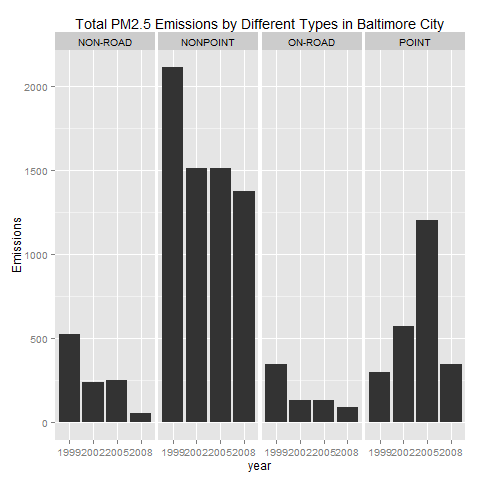 Total PM2.5 Emissions by Different Types in Baltimore City
NON-ROAD NONPOINT ON-ROAD POINT
2000
1500
1000
500
0
Emissions
1999 2002 2005 2008 1999 2002 2005 2008 1999 2002 2005 2008 1999 2002 2005 2008
year